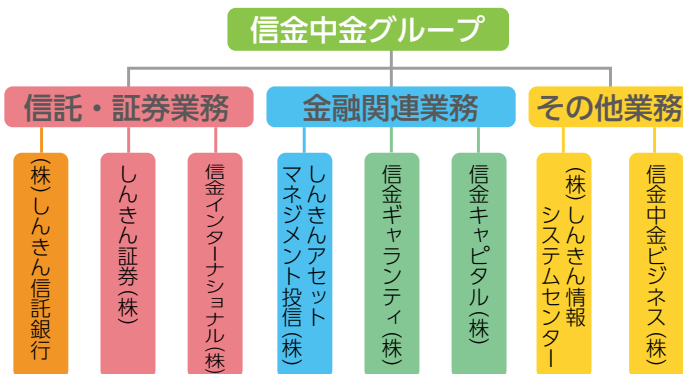 信金中金グループ
信託・証券業務
金融関連業務
その他業務
(株)しんきん信託銀行
しんきん証券(株)
信金インターナショナル(株)
しんきんアセット
マネジメント投信(株)
信金ギャランティ(株)
信金キャピタル(株)
(株)しんきん情報
システムセンター
信金中金ビジネス(株)